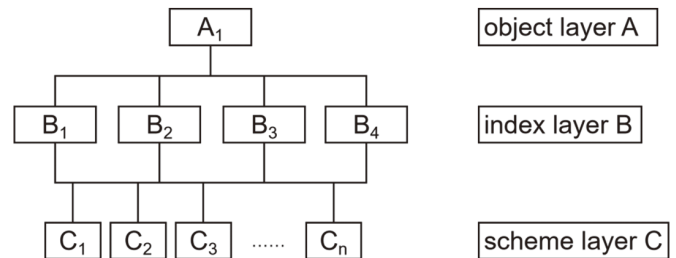 A₁ object layer A
B₁ B₂ B₃ B₄ index layer B
C₁ C₂ C₃ ...... Cₙ scheme layer C